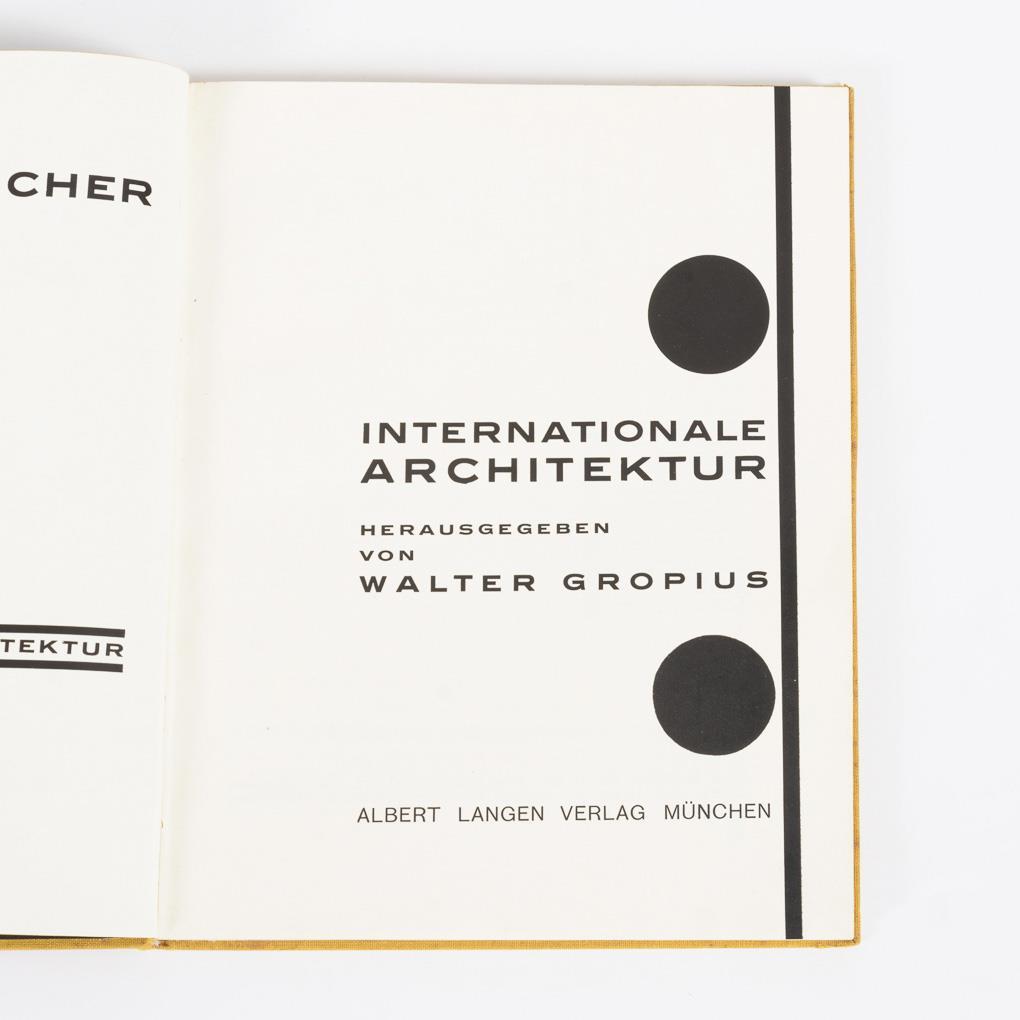 CHER
TEKTUR
INTERNATIONALE
ARCHITEKTUR
HERAUSGEGEBEN
VON
WALTER GROPIUS
ALBERT LANGEN VERLAG MÜNCHEN